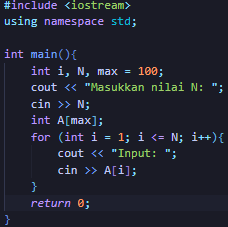 #include <iostream>
using namespace std;

int main(){
    int i, N, max = 100;
    cout << "Masukkan nilai N: ";
    cin >> N;
    int A[max];
    for (int i = 1; i <= N; i++){
        cout << "Input: ";
        cin >> A[i];
    }
    return 0;
}